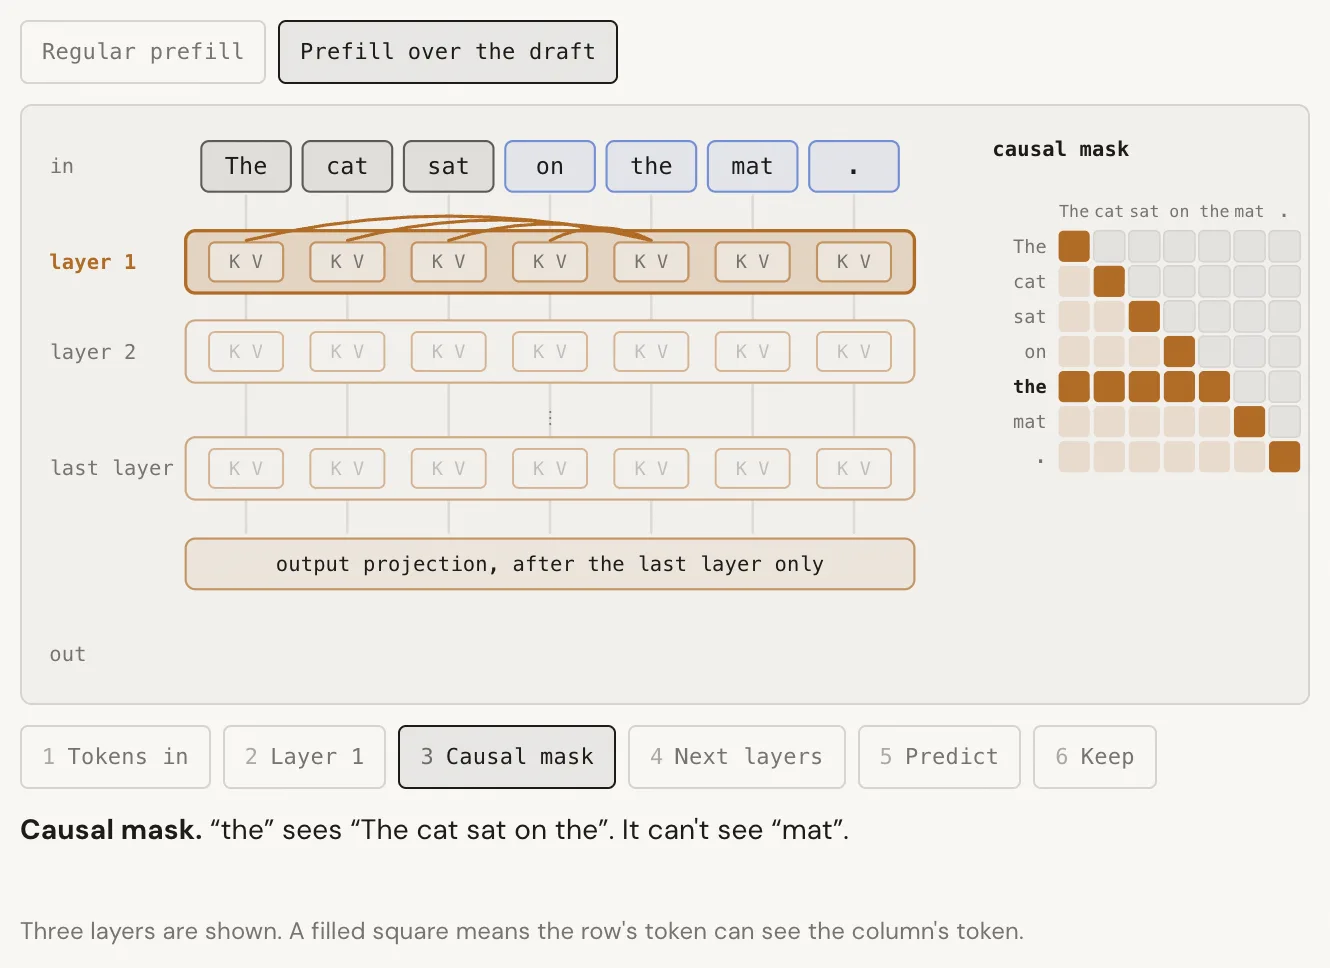 Regular prefill
Prefill over the draft
in
The cat sat on the mat .
causal mask
The cat sat on the mat .
layer 1
K V K V K V K V K V K V K V
The
cat
sat
on
the
mat
.
layer 2
K V K V K V K V K V K V K V
⋮
last layer
K V K V K V K V K V K V K V
output projection, after the last layer only
out
1 Tokens in
2 Layer 1
3 Causal mask
4 Next layers
5 Predict
6 Keep
Causal mask. “the” sees “The cat sat on the”. It can't see “mat”.
Three layers are shown. A filled square means the row's token can see the column's token.